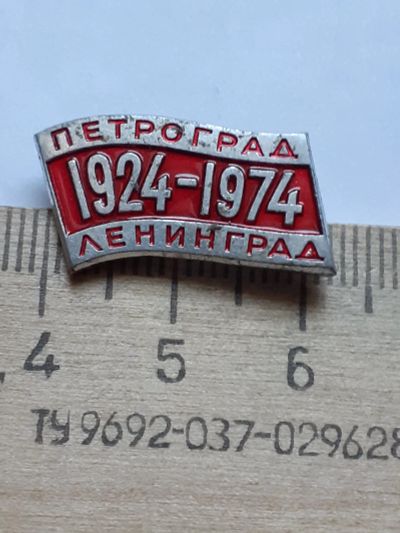 ПЕТРОГРАД
1924-1974
ЛЕНИНГРАД
4 5 6
ТУ 9692-037-029628